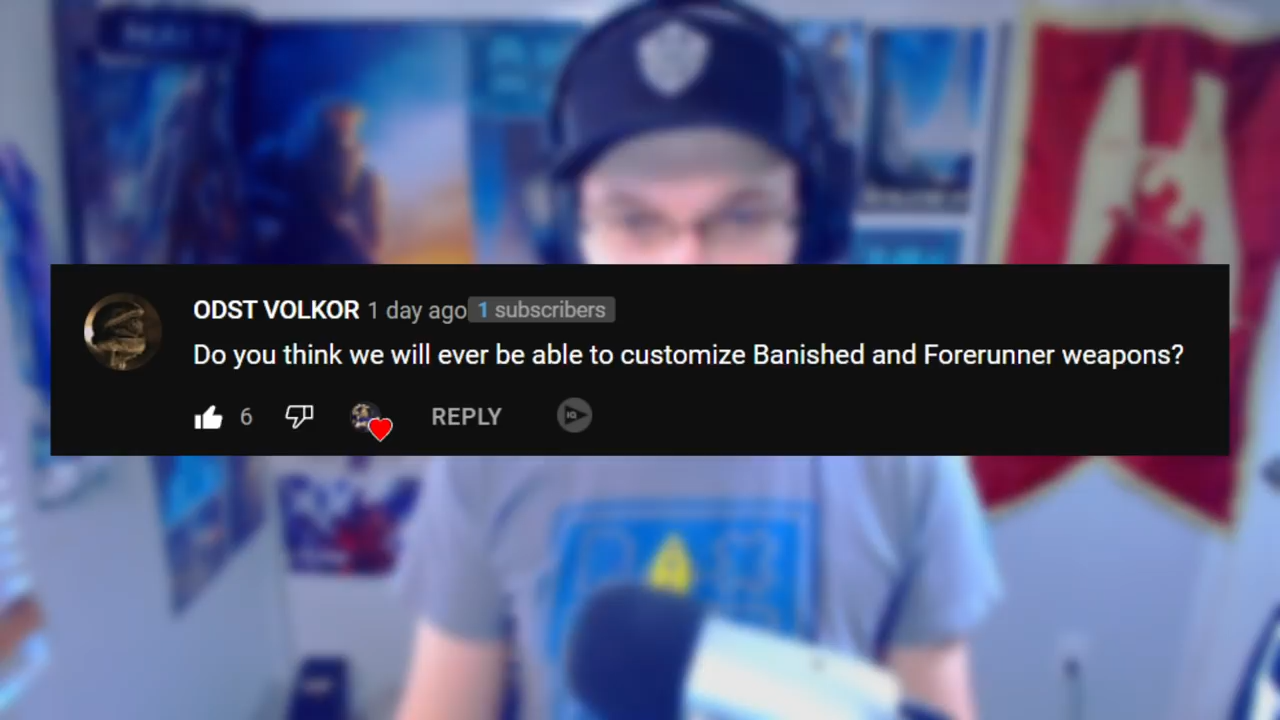 ODST VOLKOR 1 day ago 1 subscribers
Do you think we will ever be able to customize Banished and Forerunner weapons?
6 REPLY IQ